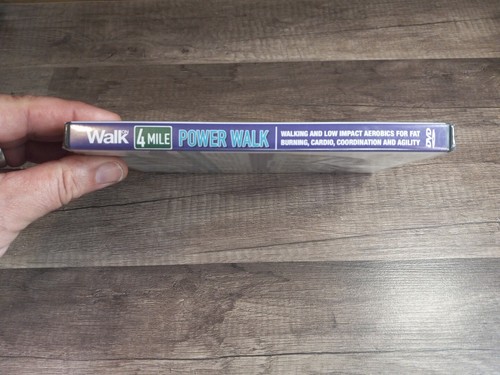 Walk 4 MILE POWER WALK
WALKING AND LOW IMPACT AEROBICS FOR FAT
BURNING, CARDIO, COORDINATION AND AGILITY
DVD